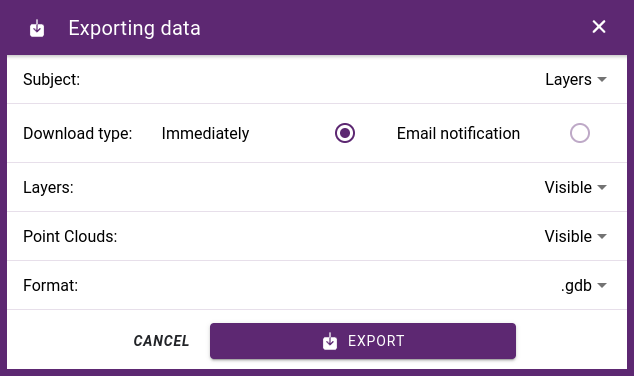 Exporting data
Subject: Layers
Download type: Immediately Email notification
Layers: Visible
Point Clouds: Visible
Format: .gdb
CANCEL EXPORT